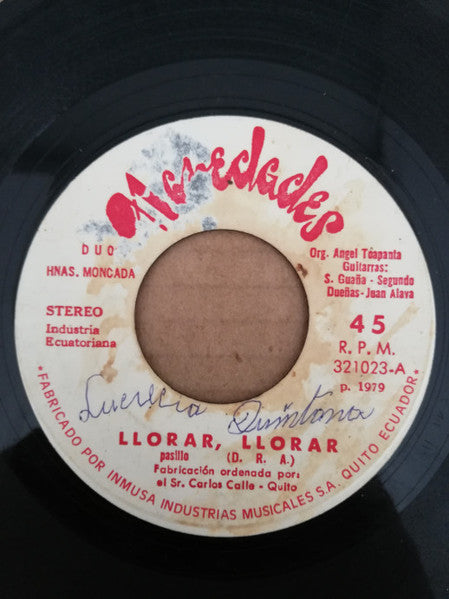 Novedades
DUO
HNAS. MONCADA
STEREO
Industria
Ecuatoriana
Org. Angel Toapanta
Guitarras:
S. Guaña - Segundo
Dueñas-Juan Alava
45
R. P. M.
321023-A
p. 1979
Lucrecia Quintana
LLORAR, LLORAR
pasillo (D. R. A.)
Fabricación ordenada por:
el Sr. Carlos Calle - Quito
*FABRICADO POR INMUSA INDUSTRIAS MUSICALES S.A. QUITO ECUADOR*